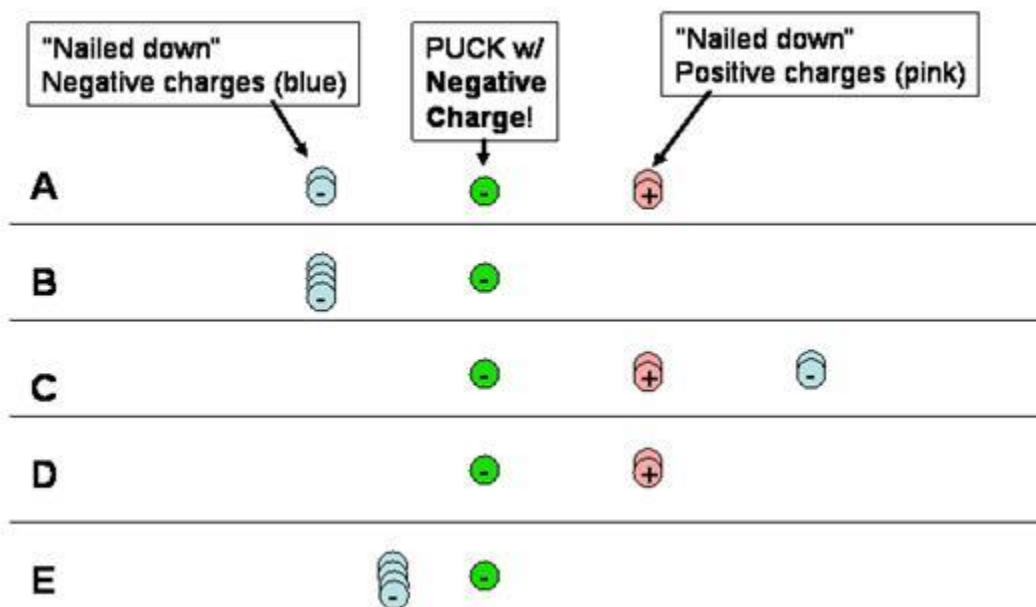 "Nailed down"
Negative charges (blue)
PUCK w/
Negative
Charge!
"Nailed down"
Positive charges (pink)
A
-
-
+
B
-
-
C
-
+
-
D
-
+
E
-
-